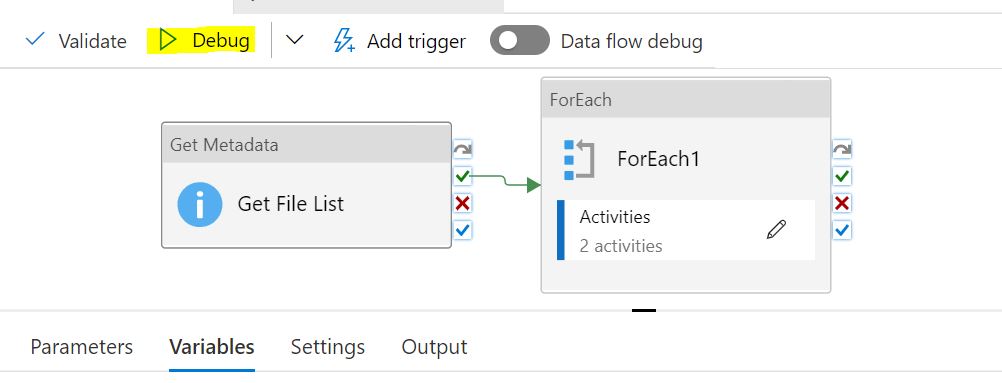 Validate Debug Add trigger Data flow debug
ForEach
Get Metadata
ForEach1
Get File List
Activities
2 activities
Parameters Variables Settings Output